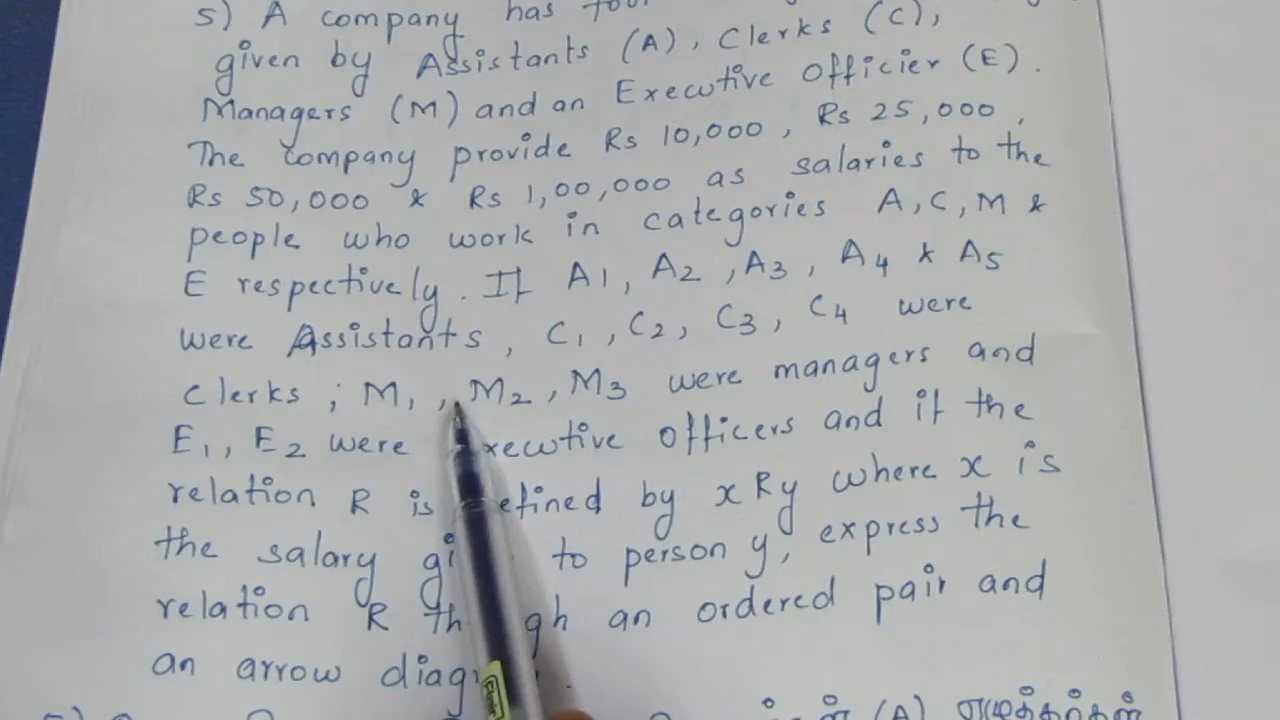 5) A company has four
given by Assistants (A), Clerks (C),
Managers (M) and an Executive Officier (E).
The company provide Rs 10,000, Rs 25,000,
Rs 50,000 & Rs 1,00,000 as salaries to the
people who work in categories A, C, M &
E respectively. If A1, A2, A3, A4 & A5
were Assistants, C1, C2, C3, C4 were
Clerks; M1, M2, M3 were managers and
E1, E2 were Executive officers and if the
relation R is defined by xRy where x is
the salary to person y, express the
relation R an ordered pair and
an arrow
5) (A)